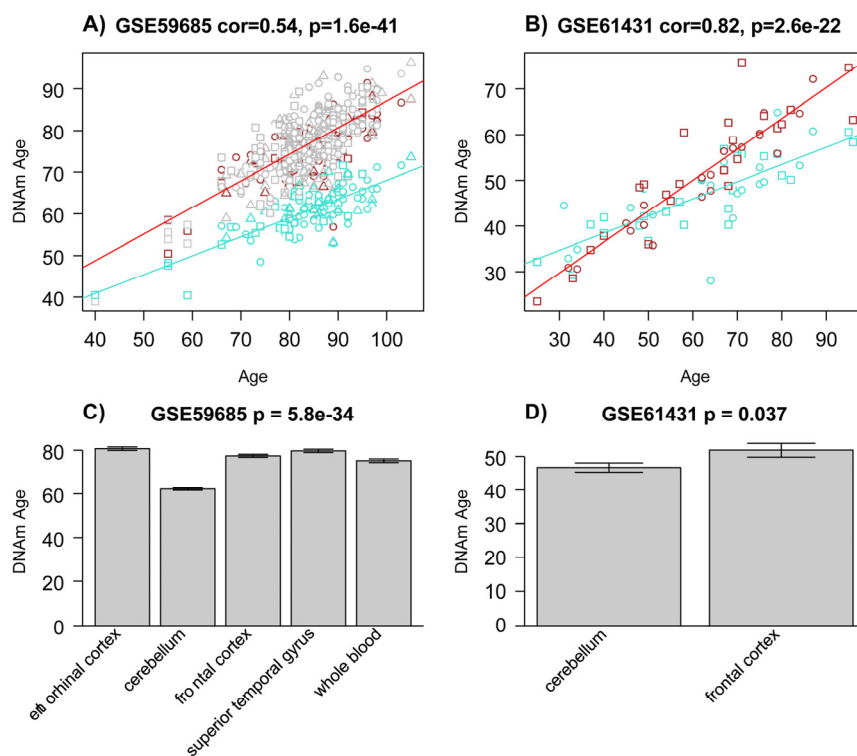 A) GSE59685 cor=0.54, p=1.6e-41
DNAm Age
90
80
70
60
50
40
40 50 60 70 80 90 100
Age
B) GSE61431 cor=0.82, p=2.6e-22
DNAm Age
70
60
50
40
30
30 40 50 60 70 80 90
Age
C) GSE59685 p = 5.8e-34
DNAm Age
80
60
40
20
0
orhinal cortex
cerebellum
fro ntal cortex
superior temporal gyrus
whole blood
D) GSE61431 p = 0.037
DNAm Age
50
40
30
20
10
0
cerebellum
frontal cortex